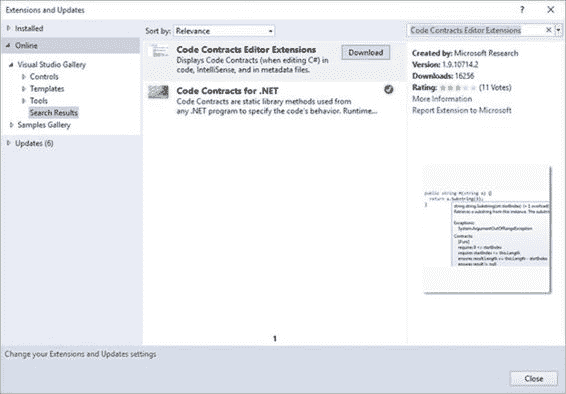 Extensions and Updates
Installed
Online
Visual Studio Gallery
Controls
Templates
Tools
Search Results
Samples Gallery
Updates (6)
Sort by: Relevance
Code Contracts Editor Extensions
Displays Code Contracts (when editing C#) in
code, IntelliSense, and in metadata files.
Download
Code Contracts for .NET
Code Contracts are static library methods used from
any .NET program to specify the code's behavior. Runtime...
1
Code Contracts Editor Extensions
Created by: Microsoft Research
Version: 1.9.10714.2
Downloads: 16256
Rating: (11 Votes)
More Information
Report Extension to Microsoft
public string M(string s) {
return s.Substring(3);
}
string string.Substring(int startIndex) (+ 1 overload)
Retrieves a substring from this instance. The substri
Exceptions:
System.ArgumentOutOfRangeException
Contracts:
[Pure]
requires 0 <= startIndex
requires startIndex <= this.Length
ensures result.Length == this.Length - startIndex
ensures result != null
Change your Extensions and Updates settings
Close